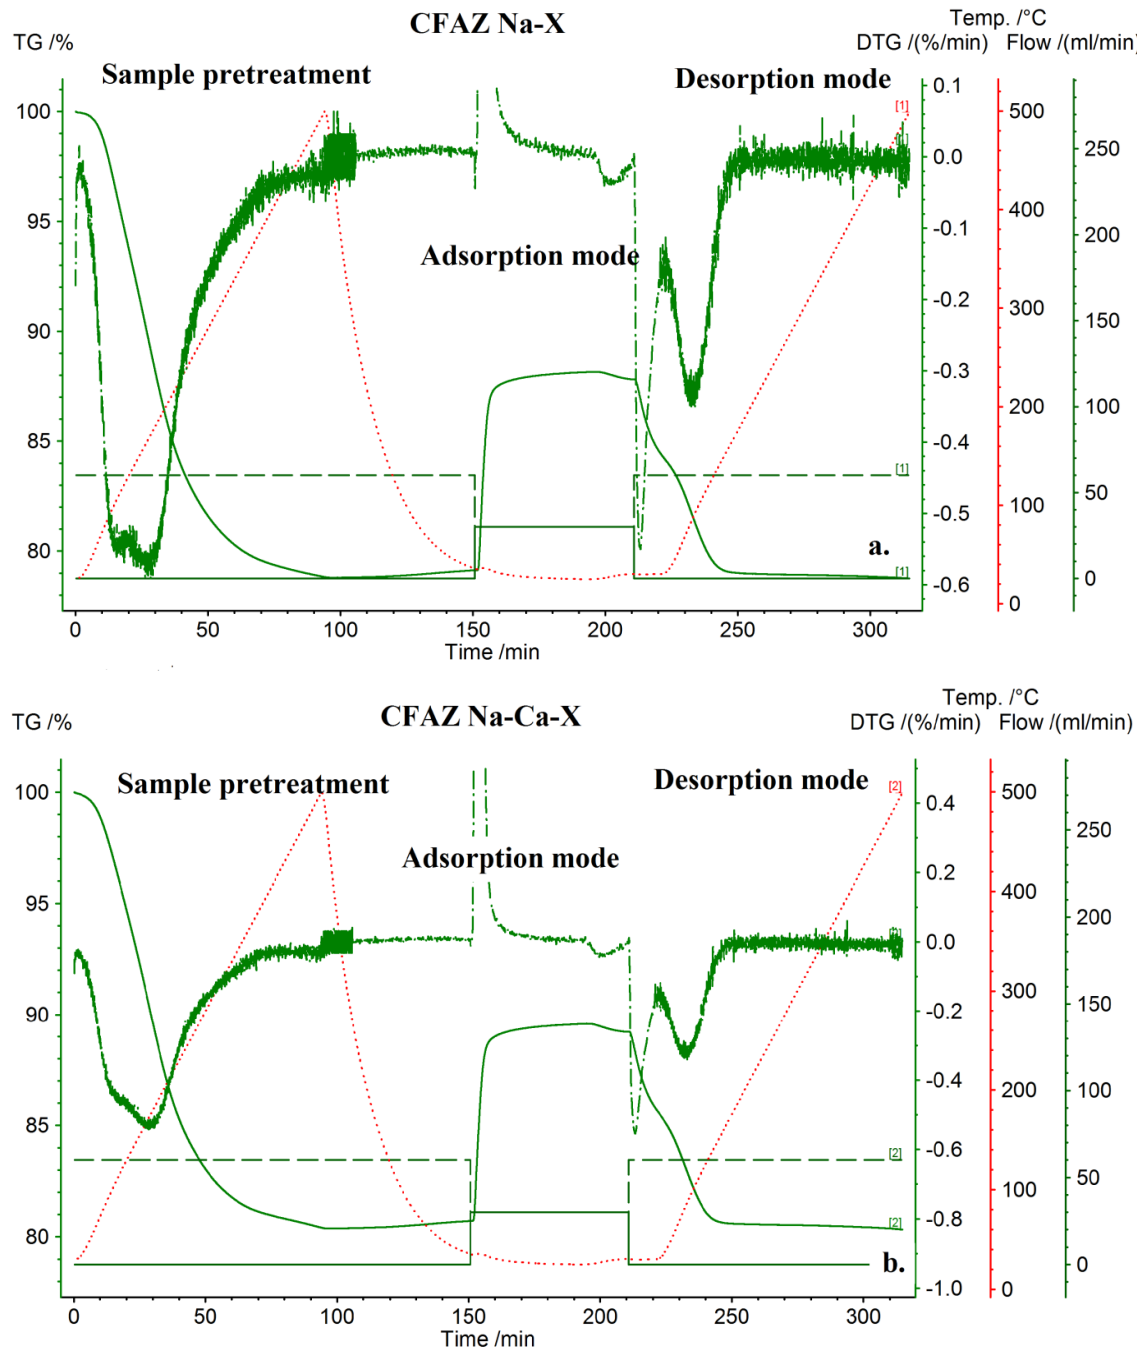 CFAZ Na-X
Temp. /°C
TG /%
DTG /(%/min) Flow /(ml/min)
Sample pretreatment
Desorption mode
Adsorption mode
100
95
90
85
80
0.1
0.0
-0.1
-0.2
-0.3
-0.4
-0.5
-0.6
500
400
300
200
100
0
250
200
150
100
50
0
[1]
[1]
[1]
a.
0 50 100 150 200 250 300
Time /min
CFAZ Na-Ca-X
Temp. /°C
TG /%
DTG /(%/min) Flow /(ml/min)
Sample pretreatment
Desorption mode
Adsorption mode
100
95
90
85
80
0.4
0.2
0.0
-0.2
-0.4
-0.6
-0.8
-1.0
500
400
300
200
100
0
250
200
150
100
50
0
[2]
[2]
[2]
b.
0 50 100 150 200 250 300
Time /min